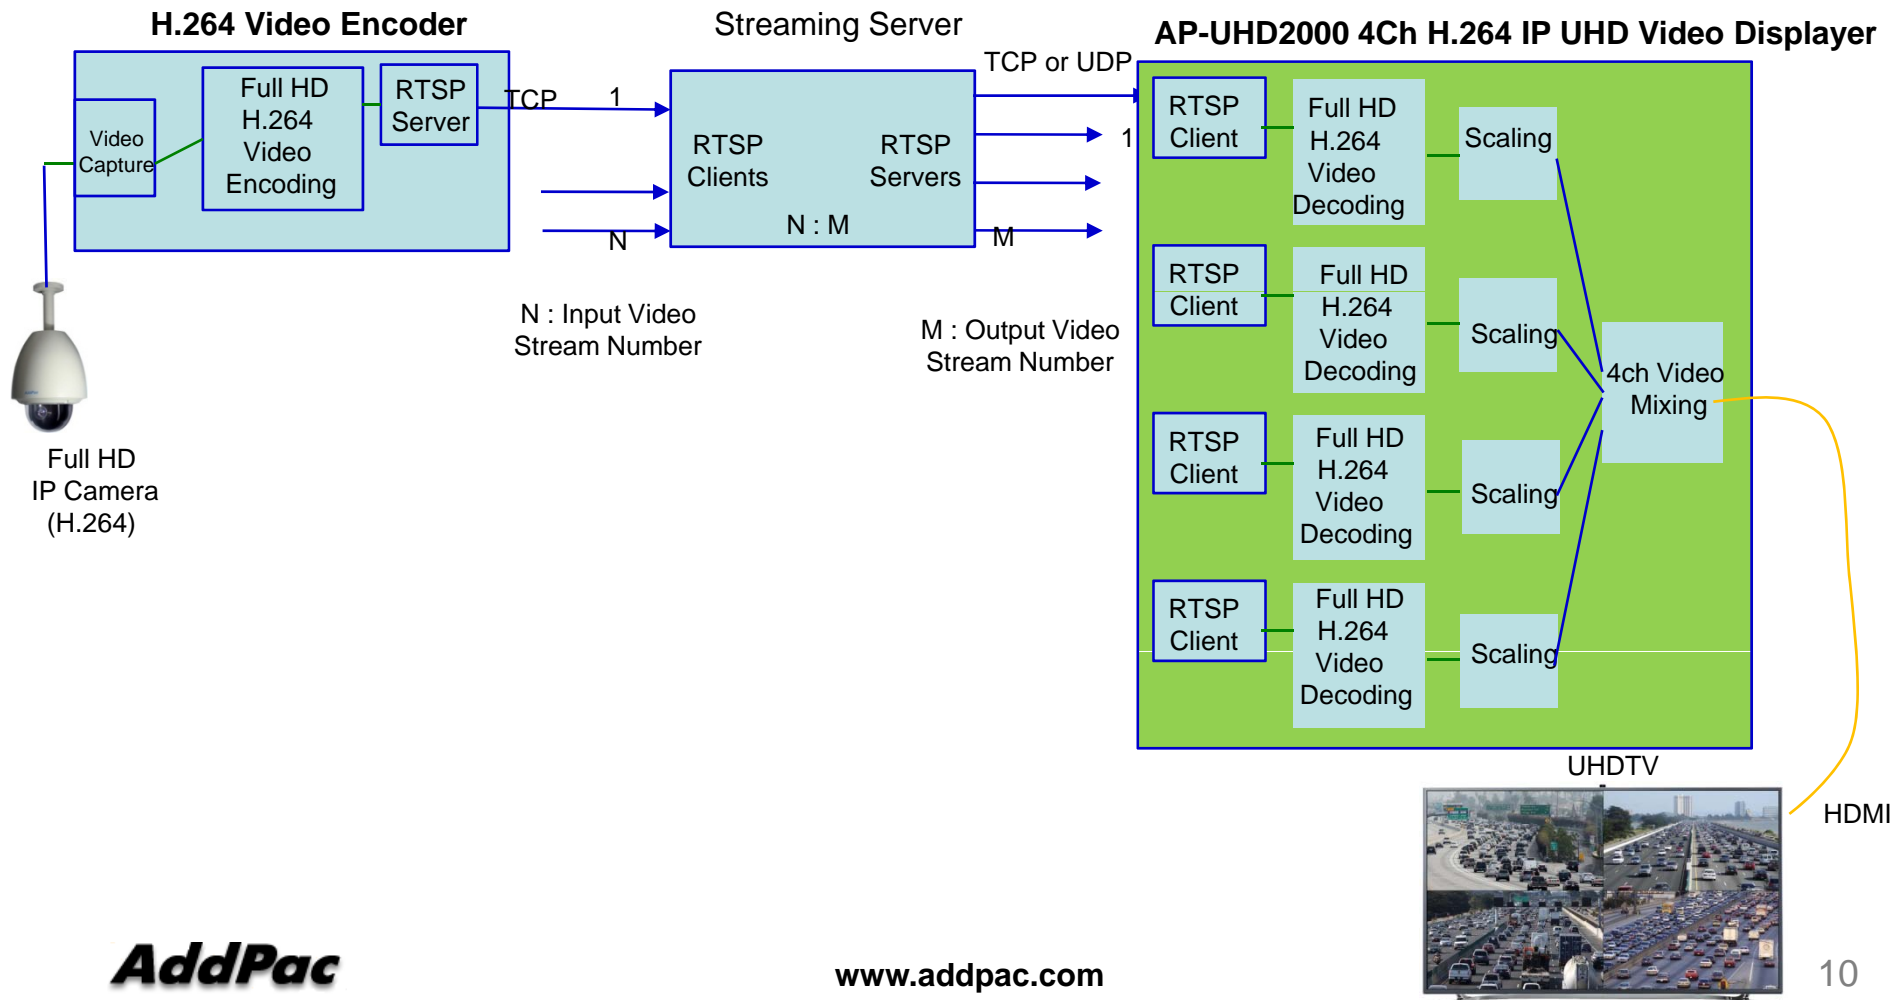 H.264 Video Encoder
Streaming Server
AP-UHD2000 4Ch H.264 IP UHD Video Displayer
Video
Capture
Full HD
H.264
Video
Encoding
RTSP
Server
TCP
1
N
RTSP
Clients
RTSP
Servers
N : M
TCP or UDP
1
M
N : Input Video
Stream Number
M : Output Video
Stream Number
Full HD
IP Camera
(H.264)
RTSP
Client
Full HD
H.264
Video
Decoding
Scaling
RTSP
Client
Full HD
H.264
Video
Decoding
Scaling
RTSP
Client
Full HD
H.264
Video
Decoding
Scaling
RTSP
Client
Full HD
H.264
Video
Decoding
Scaling
4ch Video
Mixing
UHDTV
HDMI
AddPac
www.addpac.com
10